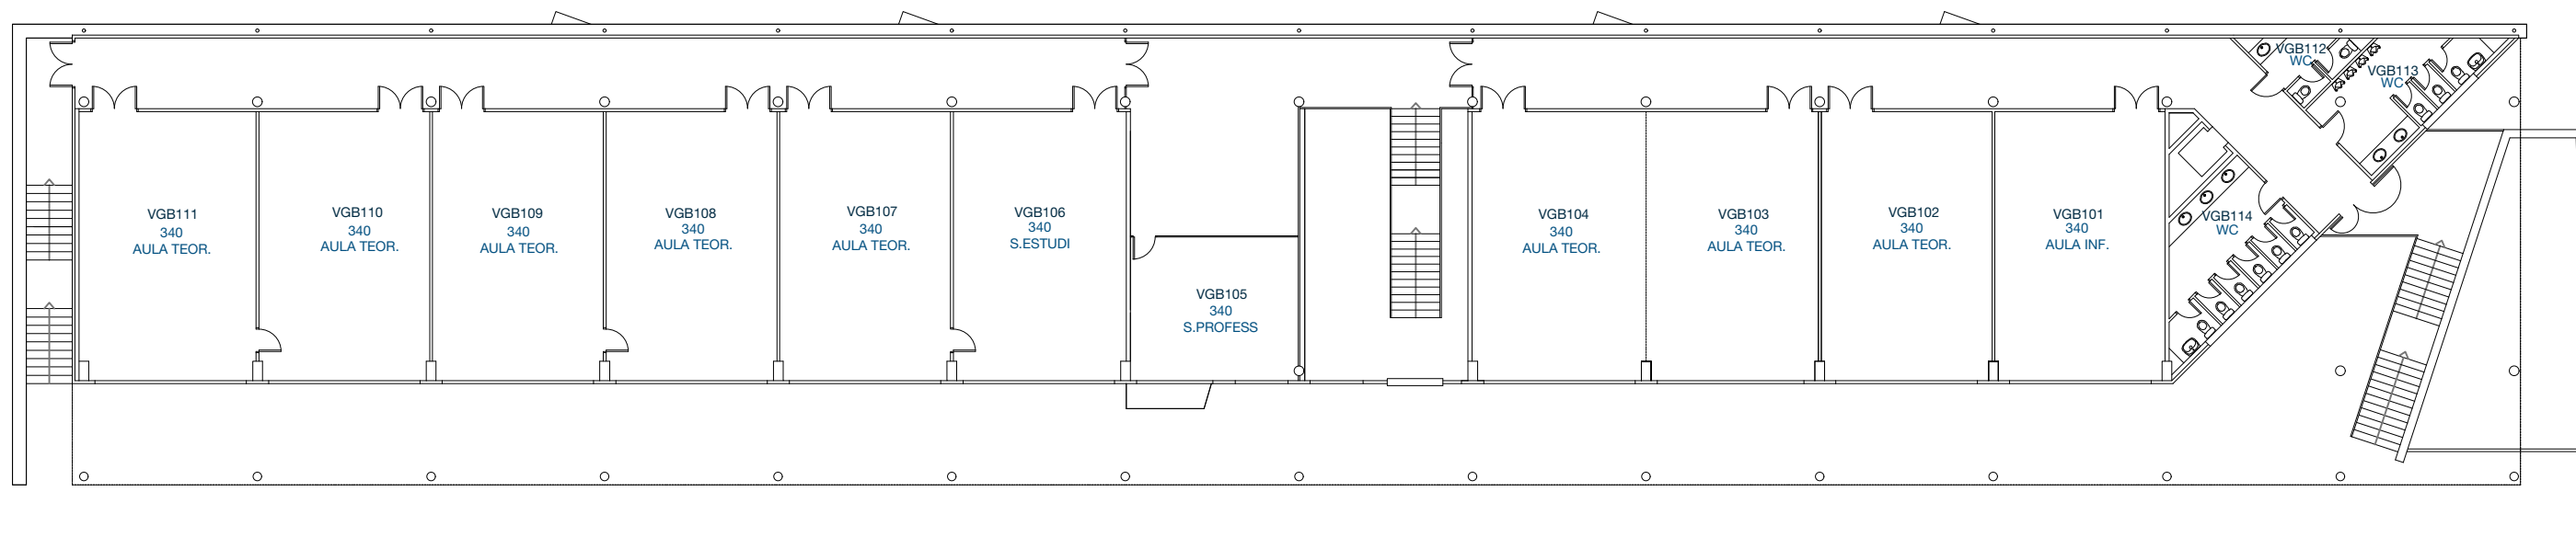 VGB111
340
AULA TEOR.
VGB110
340
AULA TEOR.
VGB109
340
AULA TEOR.
VGB108
340
AULA TEOR.
VGB107
340
AULA TEOR.
VGB106
340
S.ESTUDI
VGB105
340
S.PROFESS
VGB104
340
AULA TEOR.
VGB103
340
AULA TEOR.
VGB102
340
AULA TEOR.
VGB101
340
AULA INF.
VGB114
WC
VGB112
WC
VGB113
WC